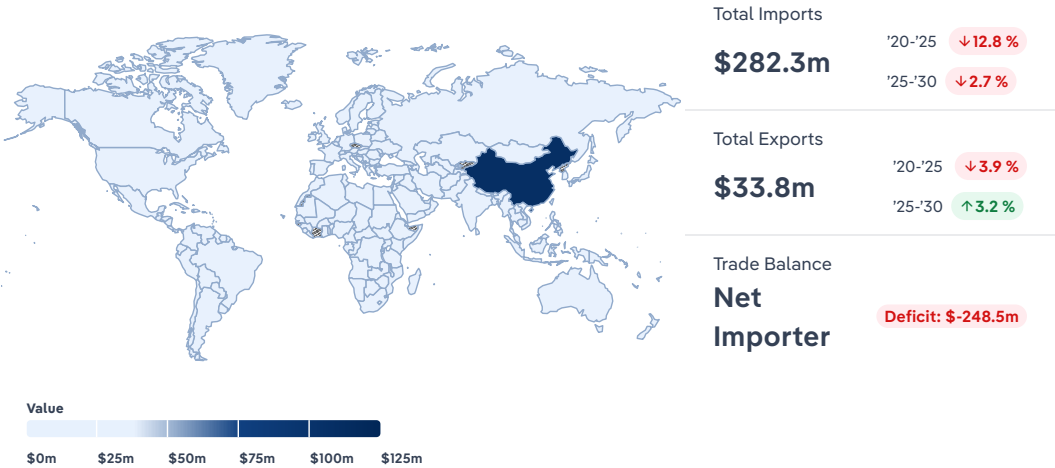 Total Imports
$282.3m
’20-’25 ↓12.8 %
’25-’30 ↓2.7 %
Total Exports
$33.8m
’20-’25 ↓3.9 %
’25-’30 ↑3.2 %
Trade Balance
Net
Importer
Deficit: $-248.5m
Value
$0m $25m $50m $75m $100m $125m